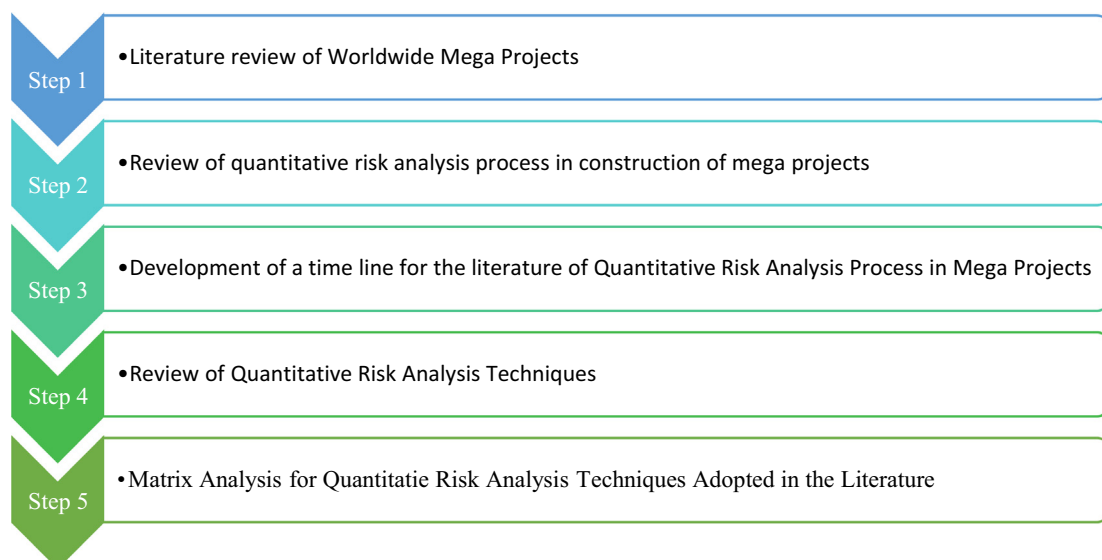 Step 1
•Literature review of Worldwide Mega Projects
Step 2
•Review of quantitative risk analysis process in construction of mega projects
Step 3
•Development of a time line for the literature of Quantitative Risk Analysis Process in Mega Projects
Step 4
•Review of Quantitative Risk Analysis Techniques
Step 5
•Matrix Analysis for Quantitatie Risk Analysis Techniques Adopted in the Literature